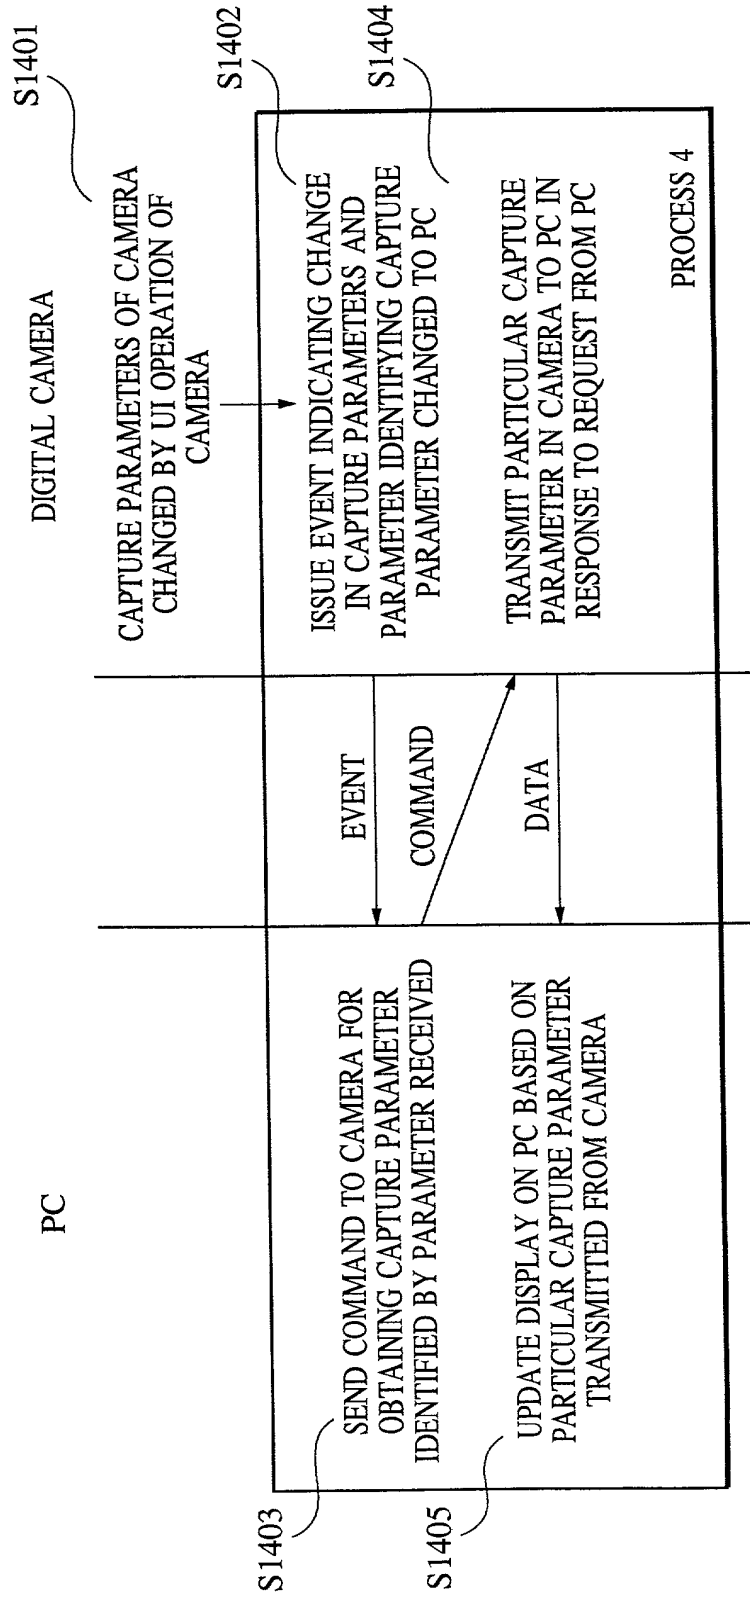 PC
DIGITAL CAMERA
S1401
CAPTURE PARAMETERS OF CAMERA
CHANGED BY UI OPERATION OF
CAMERA
S1402
ISSUE EVENT INDICATING CHANGE
IN CAPTURE PARAMETERS AND
PARAMETER IDENTIFYING CAPTURE
PARAMETER CHANGED TO PC
EVENT
S1403
SEND COMMAND TO CAMERA FOR
OBTAINING CAPTURE PARAMETER
IDENTIFIED BY PARAMETER RECEIVED
COMMAND
S1404
TRANSMIT PARTICULAR CAPTURE
PARAMETER IN CAMERA TO PC IN
RESPONSE TO REQUEST FROM PC
DATA
S1405
UPDATE DISPLAY ON PC BASED ON
PARTICULAR CAPTURE PARAMETER
TRANSMITTED FROM CAMERA
PROCESS 4